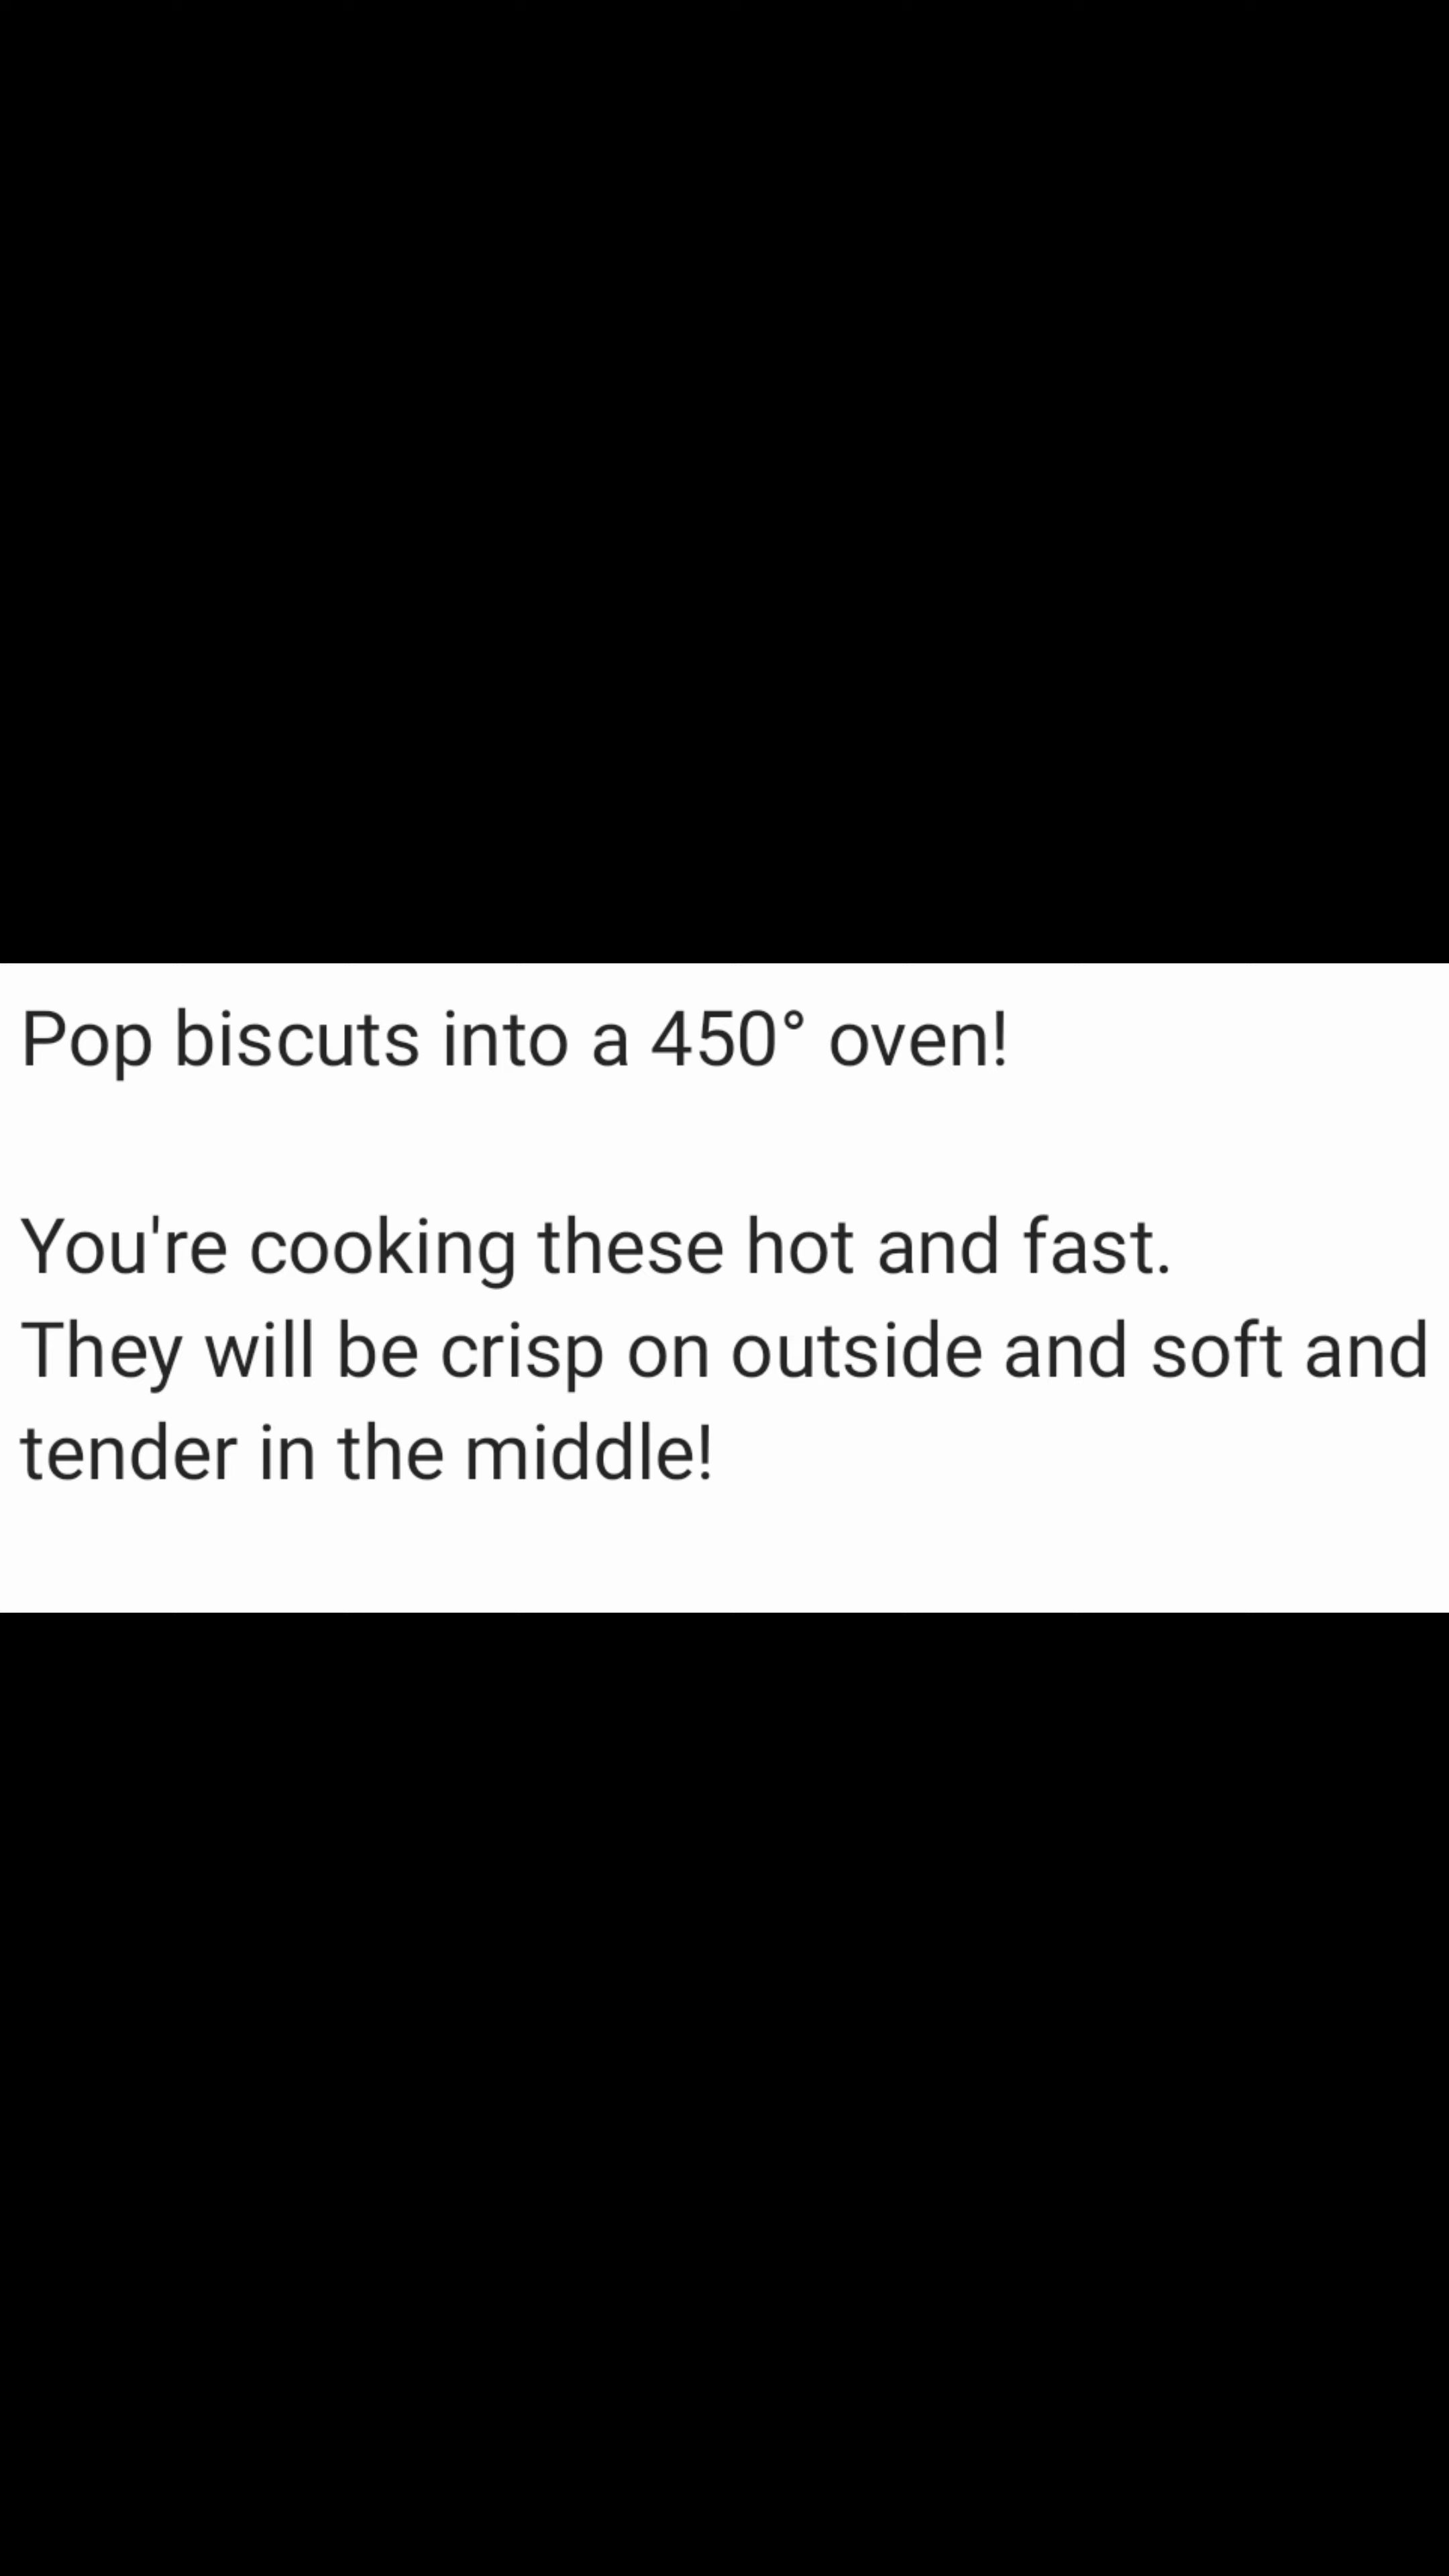 Pop biscuts into a 450° oven!
You're cooking these hot and fast.
They will be crisp on outside and soft and
tender in the middle!